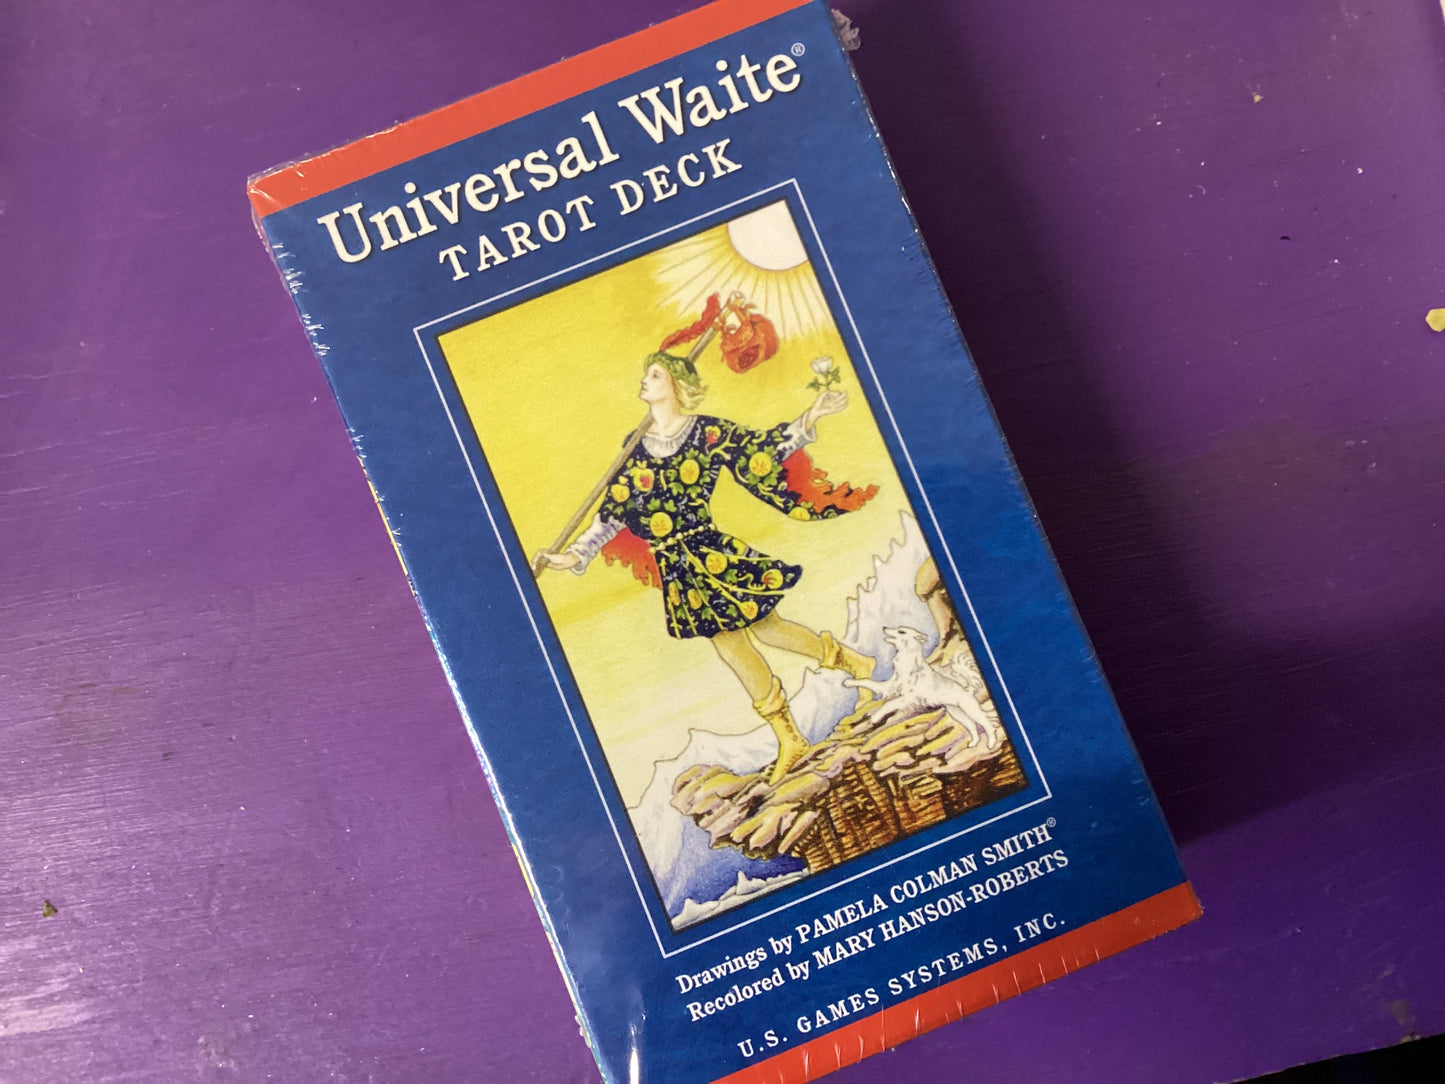 Universal Waite®
TAROT DECK
Drawings by PAMELA COLMAN SMITH®
Recolored by MARY HANSON-ROBERTS
U.S. GAMES SYSTEMS, INC.